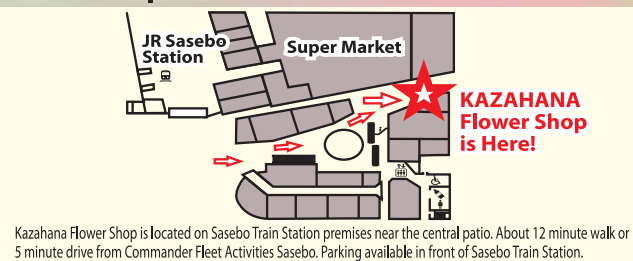 JR Sasebo
Station
Super Market
KAZAHANA
Flower Shop
is Here!
Kazahana Flower Shop is located on Sasebo Train Station premises near the central patio. About 12 minute walk or
5 minute drive from Commander Fleet Activities Sasebo. Parking available in front of Sasebo Train Station.